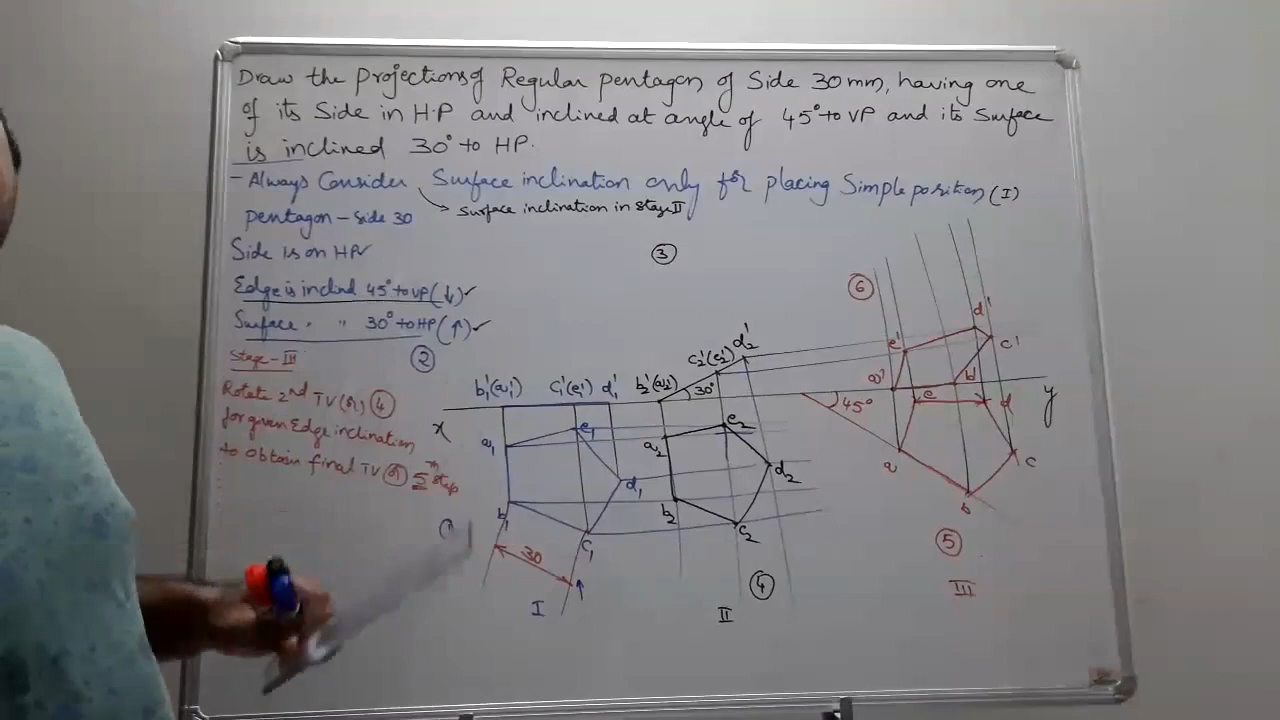 Draw the projections of Regular pentagon of Side 30 mm, having one
of its Side in H.P and inclined at angle of 45° to VP and its Surface
is inclined 30° to HP.
- Always Consider Surface inclination only for placing Simple position (I)
Surface inclination in Stage II
pentagon - Side 30
Side is on HP
Edge is inclind 45° to VP (↓) ✓
Surface " " 30° to HP (↑) ✓
Stage - III
Rotate 2nd TV (4)
for given Edge inclination
to obtain final TV 5th step
2
3
6
b1'(a1') c1'(e1') d1'
b2'(a2') c2'(e2') d2'
30°
e' d' c'
a' b'
45°
x y
a1 e1 d1
b1 c1
a2 e2 d2
b2 c2
a e d
b c
30
4
5
I
II
III